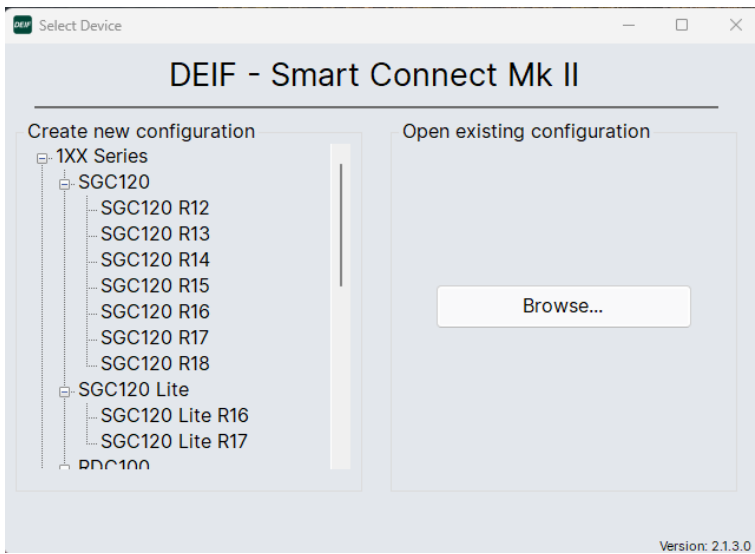 DEIF
Select Device
DEIF - Smart Connect Mk II
Create new configuration
1XX Series
SGC120
SGC120 R12
SGC120 R13
SGC120 R14
SGC120 R15
SGC120 R16
SGC120 R17
SGC120 R18
SGC120 Lite
SGC120 Lite R16
SGC120 Lite R17
RDC100
Open existing configuration
Browse...
Version: 2.1.3.0